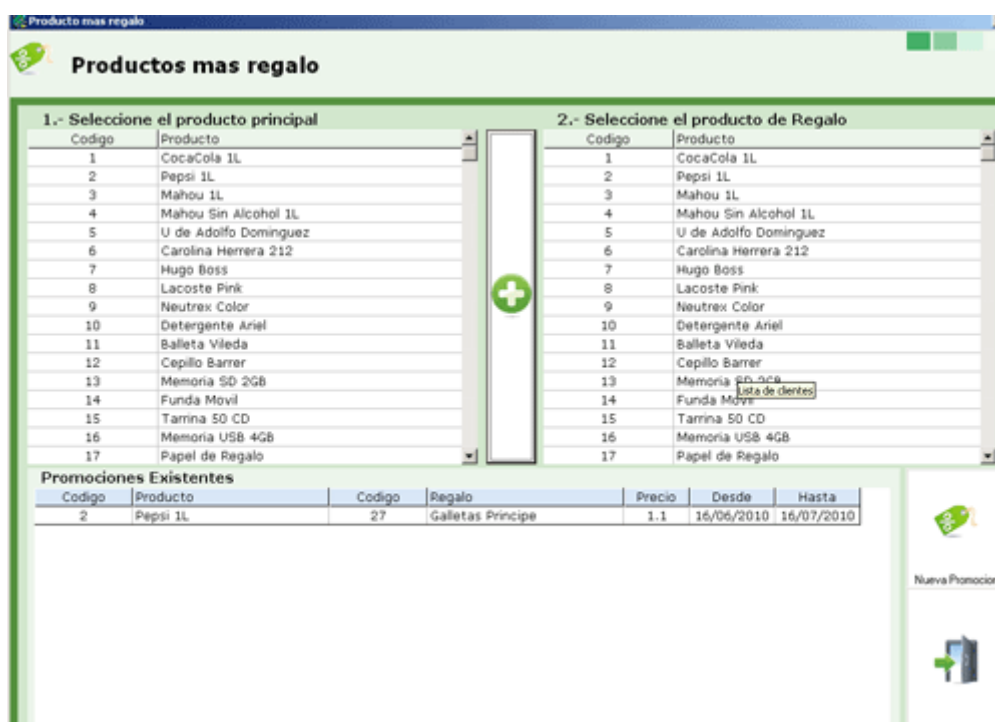 Producto mas regalo
Productos mas regalo
1.- Seleccione el producto principal
Codigo Producto
1 CocaCola 1L
2 Pepsi 1L
3 Mahou 1L
4 Mahou Sin Alcohol 1L
5 U de Adolfo Dominguez
6 Carolina Herrera 212
7 Hugo Boss
8 Lacoste Pink
9 Neutrex Color
10 Detergente Ariel
11 Balleta Vileda
12 Cepillo Barrer
13 Memoria SD 2GB
14 Funda Movil
15 Tarrina 50 CD
16 Memoria USB 4GB
17 Papel de Regalo
2.- Seleccione el producto de Regalo
Codigo Producto
1 CocaCola 1L
2 Pepsi 1L
3 Mahou 1L
4 Mahou Sin Alcohol 1L
5 U de Adolfo Dominguez
6 Carolina Herrera 212
7 Hugo Boss
8 Lacoste Pink
9 Neutrex Color
10 Detergente Ariel
11 Balleta Vileda
12 Cepillo Barrer
13 Memoria SD 2GB
Lista de clientes
14 Funda Movil
15 Tarrina 50 CD
16 Memoria USB 4GB
17 Papel de Regalo
Promociones Existentes
Codigo Producto Codigo Regalo Precio Desde Hasta
2 Pepsi 1L 27 Galletas Principe 1.1 16/06/2010 16/07/2010
Nueva Promocion